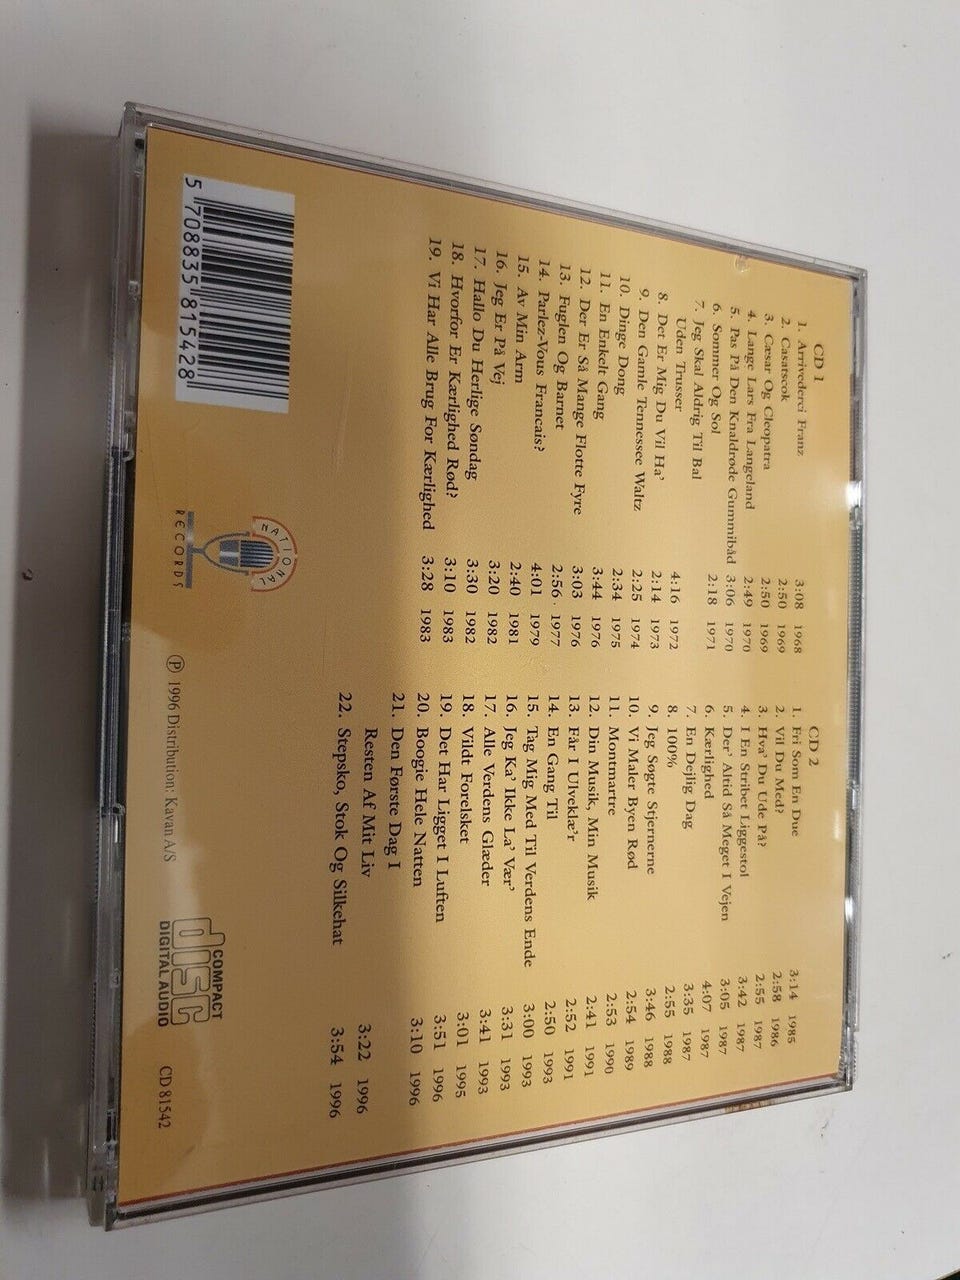 CD 1
1. Arrivederci Franz 3:08 1968
2. Casatscok 2:50 1969
3. Cæsar Og Cleopatra 2:50 1969
4. Lange Lars Fra Langeland 2:49 1970
5. Pas På Den Knaldrøde Gummibåd 3:06 1970
6. Sommer Og Sol 2:18 1971
7. Jeg Skal Aldrig Til Bal
Uden Trusser 4:16 1972
8. Det Er Mig Du Vil Ha' 2:14 1973
9. Den Gamle Tennessee Waltz 2:25 1974
10. Dinge Dong 2:34 1975
11. En Enkelt Gang 3:44 1976
12. Der Er Så Mange Flotte Fyre 3:03 1976
13. Fuglen Og Barnet 2:56 1977
14. Parlez-Vous Francais? 4:01 1979
15. Av Min Arm 2:40 1981
16. Jeg Er På Vej 3:20 1982
17. Hallo Du Herlige Søndag 3:30 1982
18. Hvorfor Er Kærlighed Rød? 3:10 1983
19. Vi Har Alle Brug For Kærlighed 3:28 1983
CD 2
1. Fri Som En Due 3:14 1985
2. Vil Du Med? 2:58 1986
3. Hva' Du Ude På? 2:55 1987
4. I En Stribet Liggestol 3:42 1987
5. Der' Altid Så Meget I Vejen 3:05 1987
6. Kærlighed 4:07 1987
7. En Dejlig Dag 3:35 1987
8. 100% 2:55 1988
9. Jeg Søgte Stjernerne 3:46 1988
10. Vi Maler Byen Rød 2:54 1989
11. Montmartre 2:53 1990
12. Din Musik, Min Musik 2:41 1991
13. Får I Ulveklæ'r 2:52 1991
14. En Gang Til 2:50 1993
15. Tag Mig Med Til Verdens Ende 3:00 1993
16. Jeg Ka' Ikke La' Vær' 3:31 1993
17. Alle Verdens Glæder 3:41 1993
18. Vildt Forelsket 3:01 1995
19. Det Har Ligget I Luften 3:51 1996
20. Boogie Hele Natten 3:10 1996
21. Den Første Dag I
Resten Af Mit Liv 3:22 1996
22. Stepsko, Stok Og Silkehat 3:54 1996
5 708835 815428
NATIONAL
RECORDS
Ⓟ 1996 Distribution: Kavan A/S
COMPACT
disc
DIGITAL AUDIO
CD 81542